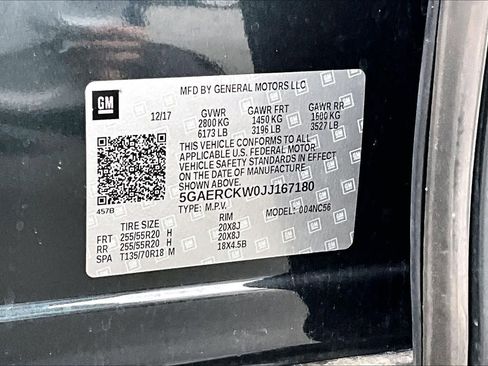 MFD BY GENERAL MOTORS LLC
GM
12/17 GVWR GAWR FRT GAWR RR
2800 KG 1450 KG 1600 KG
6173 LB 3196 LB 3527 LB
THIS VEHICLE CONFORMS TO ALL
APPLICABLE U.S. FEDERAL MOTOR
VEHICLE SAFETY STANDARDS IN
EFFECT ON THE DATE OF MANUFACTURE
SHOWN ABOVE.
457B
5GAERCKW0JJ167180
TYPE: M.P.V. MODEL: 004NC56
TIRE SIZE RIM
FRT 255/55R20 H 20X8J
RR 255/55R20 H 20X8J
SPA T135/70R18 M 18X4.5B